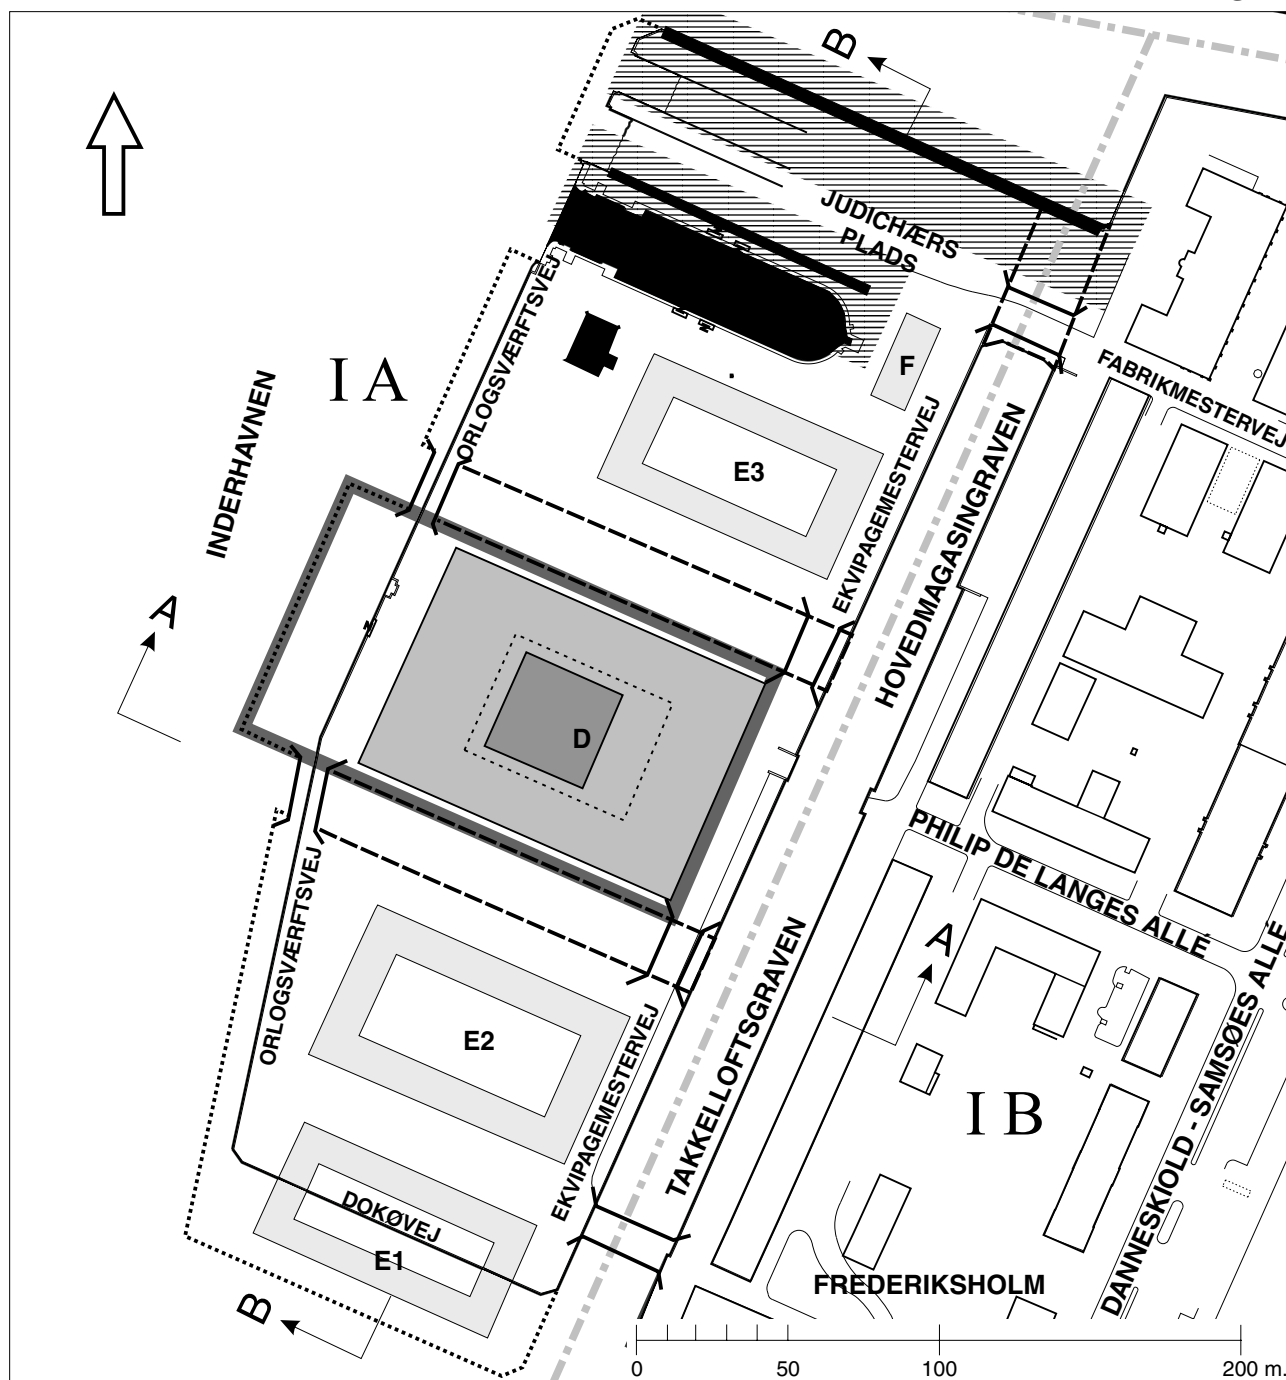 B
JUDICHÆRS
PLADS
ORLOGSVÆRFTSVEJ
I A
F
FABRIKMESTERVEJ
INDERHAVNEN
E3
EKVIPAGEMESTERVEJ
HOVEDMAGASINGRAVEN
A
D
PHILIP DE LANGES ALLÉ
ORLOGSVÆRFTSVEJ
A
E2
EKVIPAGEMESTERVEJ
TAKKELLOFTSGRAVEN
I B
DANNESKIOLD - SAMSØES ALLÉ
DOKØVEJ
E1
FREDERIKSHOLM
B
0 50 100 200 m.